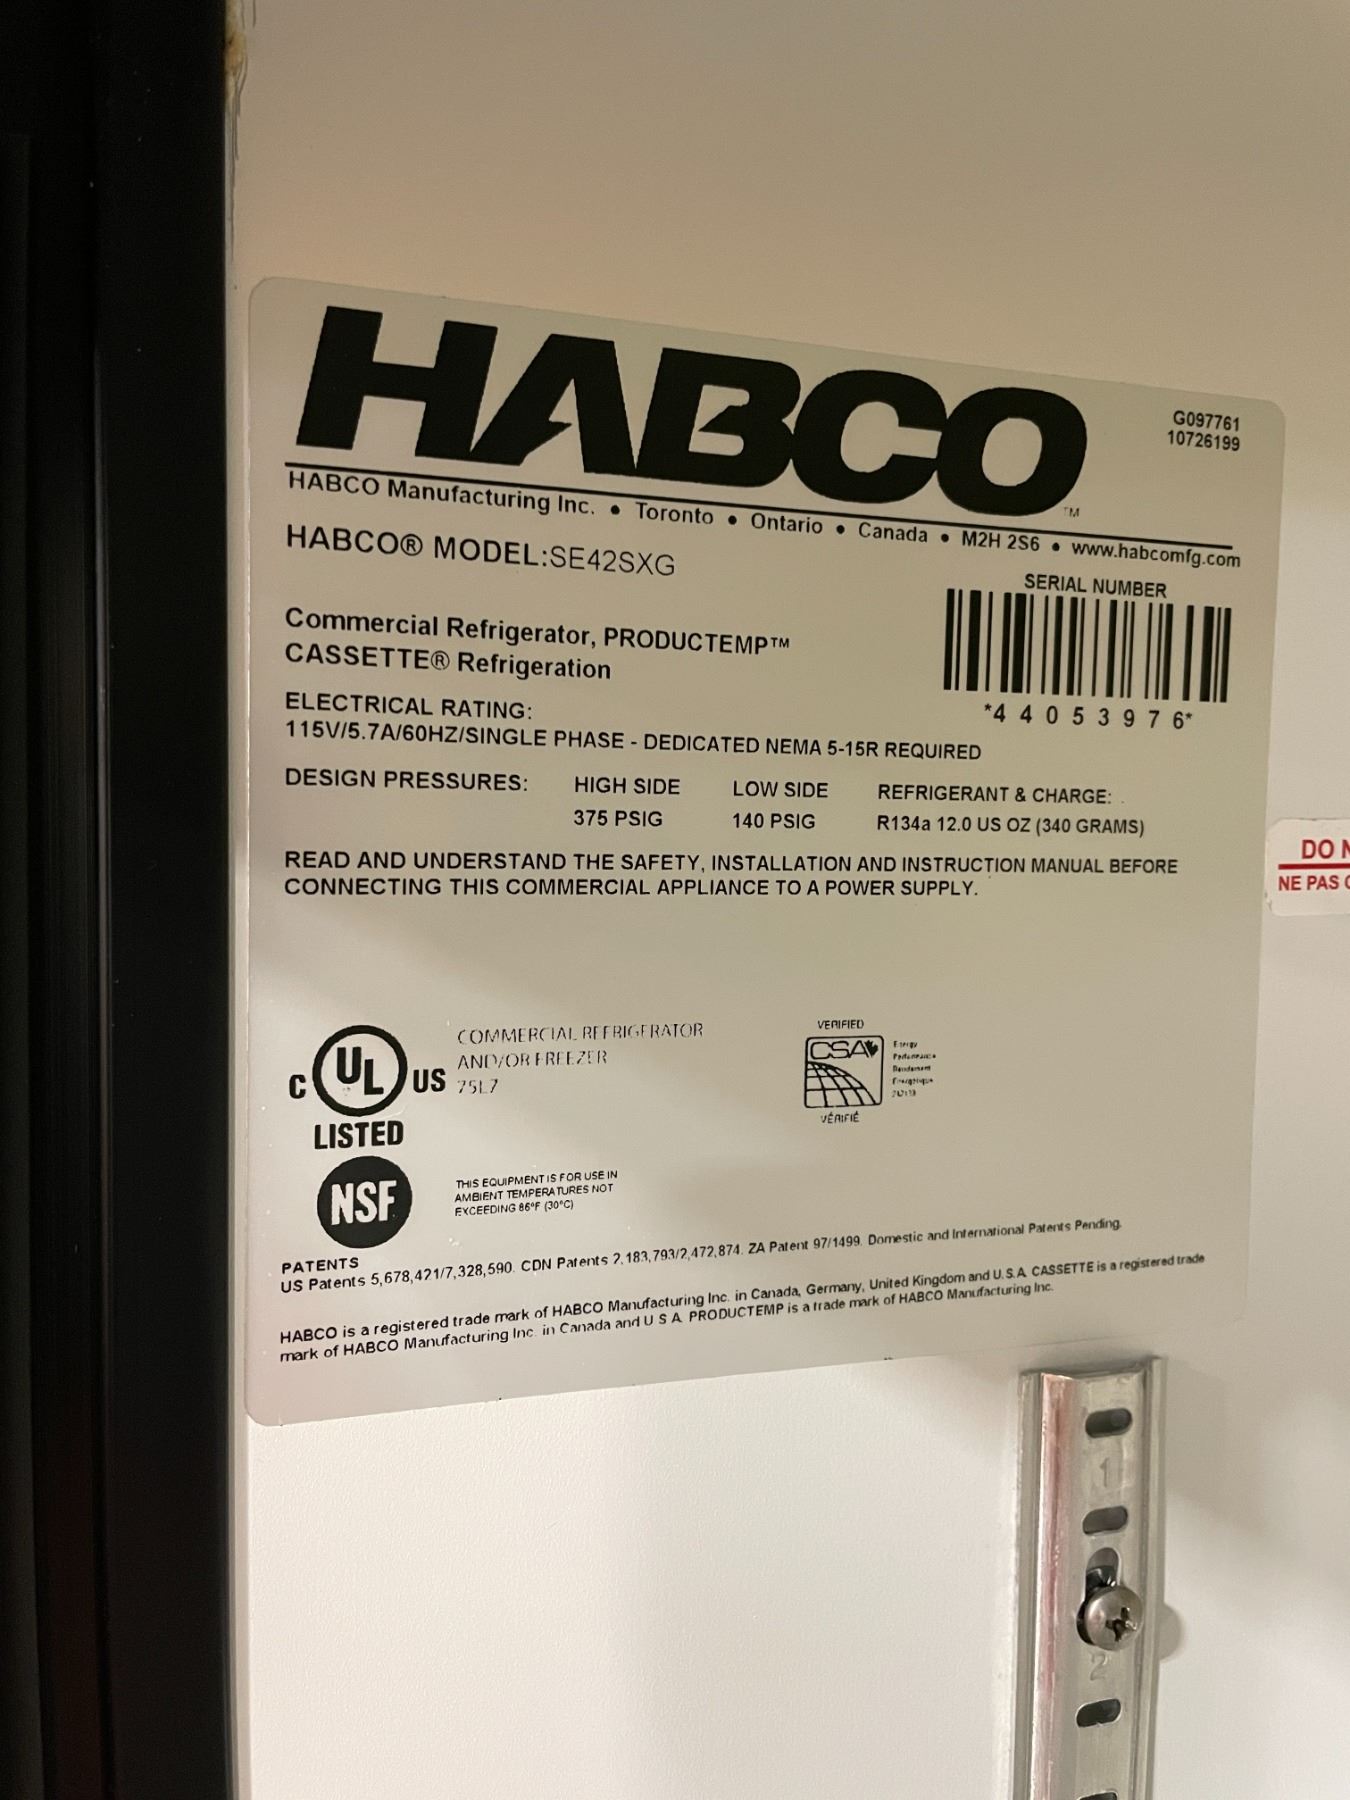 HABCO™
G097761
10726199
HABCO Manufacturing Inc. • Toronto • Ontario • Canada • M2H 2S6 • www.habcomfg.com
HABCO® MODEL:SE42SXG
SERIAL NUMBER
*44053976*
Commercial Refrigerator, PRODUCTEMP™
CASSETTE® Refrigeration
ELECTRICAL RATING:
115V/5.7A/60HZ/SINGLE PHASE - DEDICATED NEMA 5-15R REQUIRED
DESIGN PRESSURES: HIGH SIDE LOW SIDE REFRIGERANT & CHARGE:
375 PSIG 140 PSIG R134a 12.0 US OZ (340 GRAMS)
READ AND UNDERSTAND THE SAFETY, INSTALLATION AND INSTRUCTION MANUAL BEFORE
CONNECTING THIS COMMERCIAL APPLIANCE TO A POWER SUPPLY.
DO
NE PAS
C UL US
LISTED
COMMERCIAL REFRIGERATOR
AND/OR FREEZER
75L7
VERIFIED
CSA
VÉRIFIÉ
Energy
Performance
Rendement
Énergétique
NSF
THIS EQUIPMENT IS FOR USE IN
AMBIENT TEMPERATURES NOT
EXCEEDING 86°F (30°C)
PATENTS
US Patents 5,678,421/7,328,590. CDN Patents 2,183,793/2,472,874. ZA Patent 97/1499. Domestic and International Patents Pending.
HABCO is a registered trade mark of HABCO Manufacturing Inc. in Canada, Germany, United Kingdom and U.S.A. CASSETTE is a registered trade
mark of HABCO Manufacturing Inc. in Canada and U S A. PRODUCTEMP is a trade mark of HABCO Manufacturing Inc.
1
2